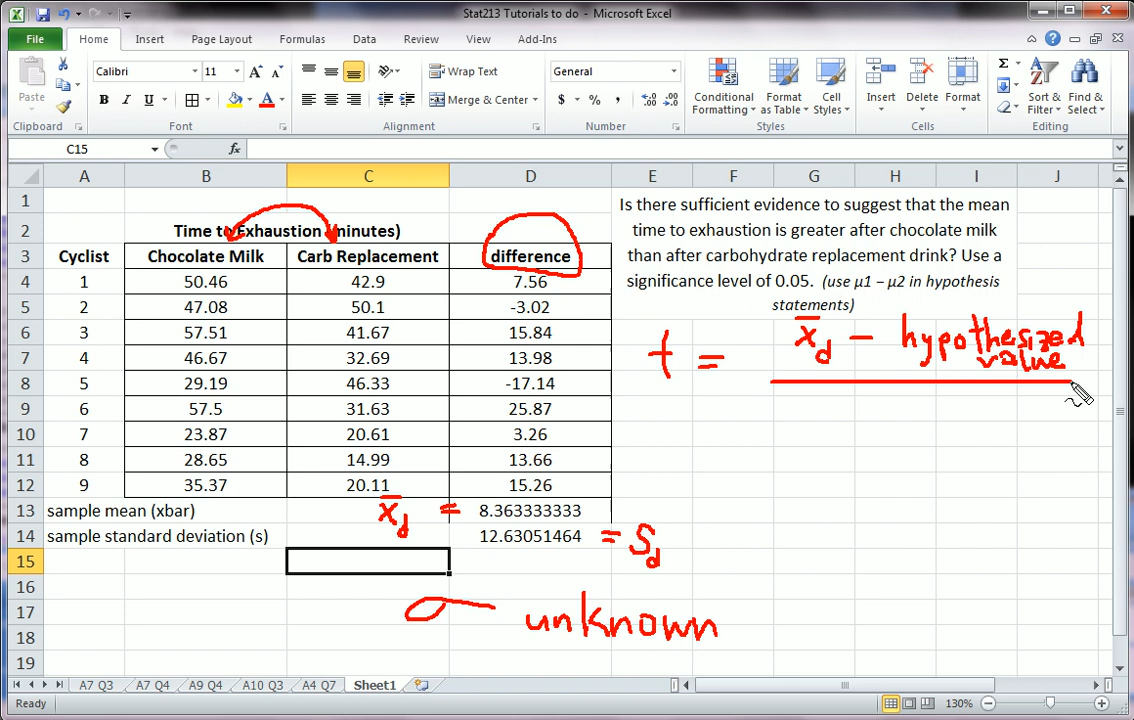 Stat213 Tutorials to do - Microsoft Excel
File Home Insert Page Layout Formulas Data Review View Add-Ins
Paste
Calibri 11 A A
B I U A
Wrap Text
Merge & Center
General
$ % ,
Conditional Formatting
Format as Table
Cell Styles
Insert Delete Format
Σ
Sort & Filter
Find & Select
Clipboard Font Alignment Number Styles Cells Editing
C15 fx
A B C D E F G H I J
1
2 Time to Exhaustion (minutes)
3 Cyclist Chocolate Milk Carb Replacement difference
4 1 50.46 42.9 7.56
5 2 47.08 50.1 -3.02
6 3 57.51 41.67 15.84
7 4 46.67 32.69 13.98
8 5 29.19 46.33 -17.14
9 6 57.5 31.63 25.87
10 7 23.87 20.61 3.26
11 8 28.65 14.99 13.66
12 9 35.37 20.11 15.26
13 sample mean (xbar) x̄d = 8.363333333
14 sample standard deviation (s) 12.63051464 = Sd
15
16
17
18
19
Is there sufficient evidence to suggest that the mean
time to exhaustion is greater after chocolate milk
than after carbohydrate replacement drink? Use a
significance level of 0.05. (use μ1 – μ2 in hypothesis
statements)
t = x̄d - hypothesized
value
σ unknown
A7 Q3 A7 Q4 A9 Q4 A10 Q3 A4 Q7 Sheet1
Ready 130%